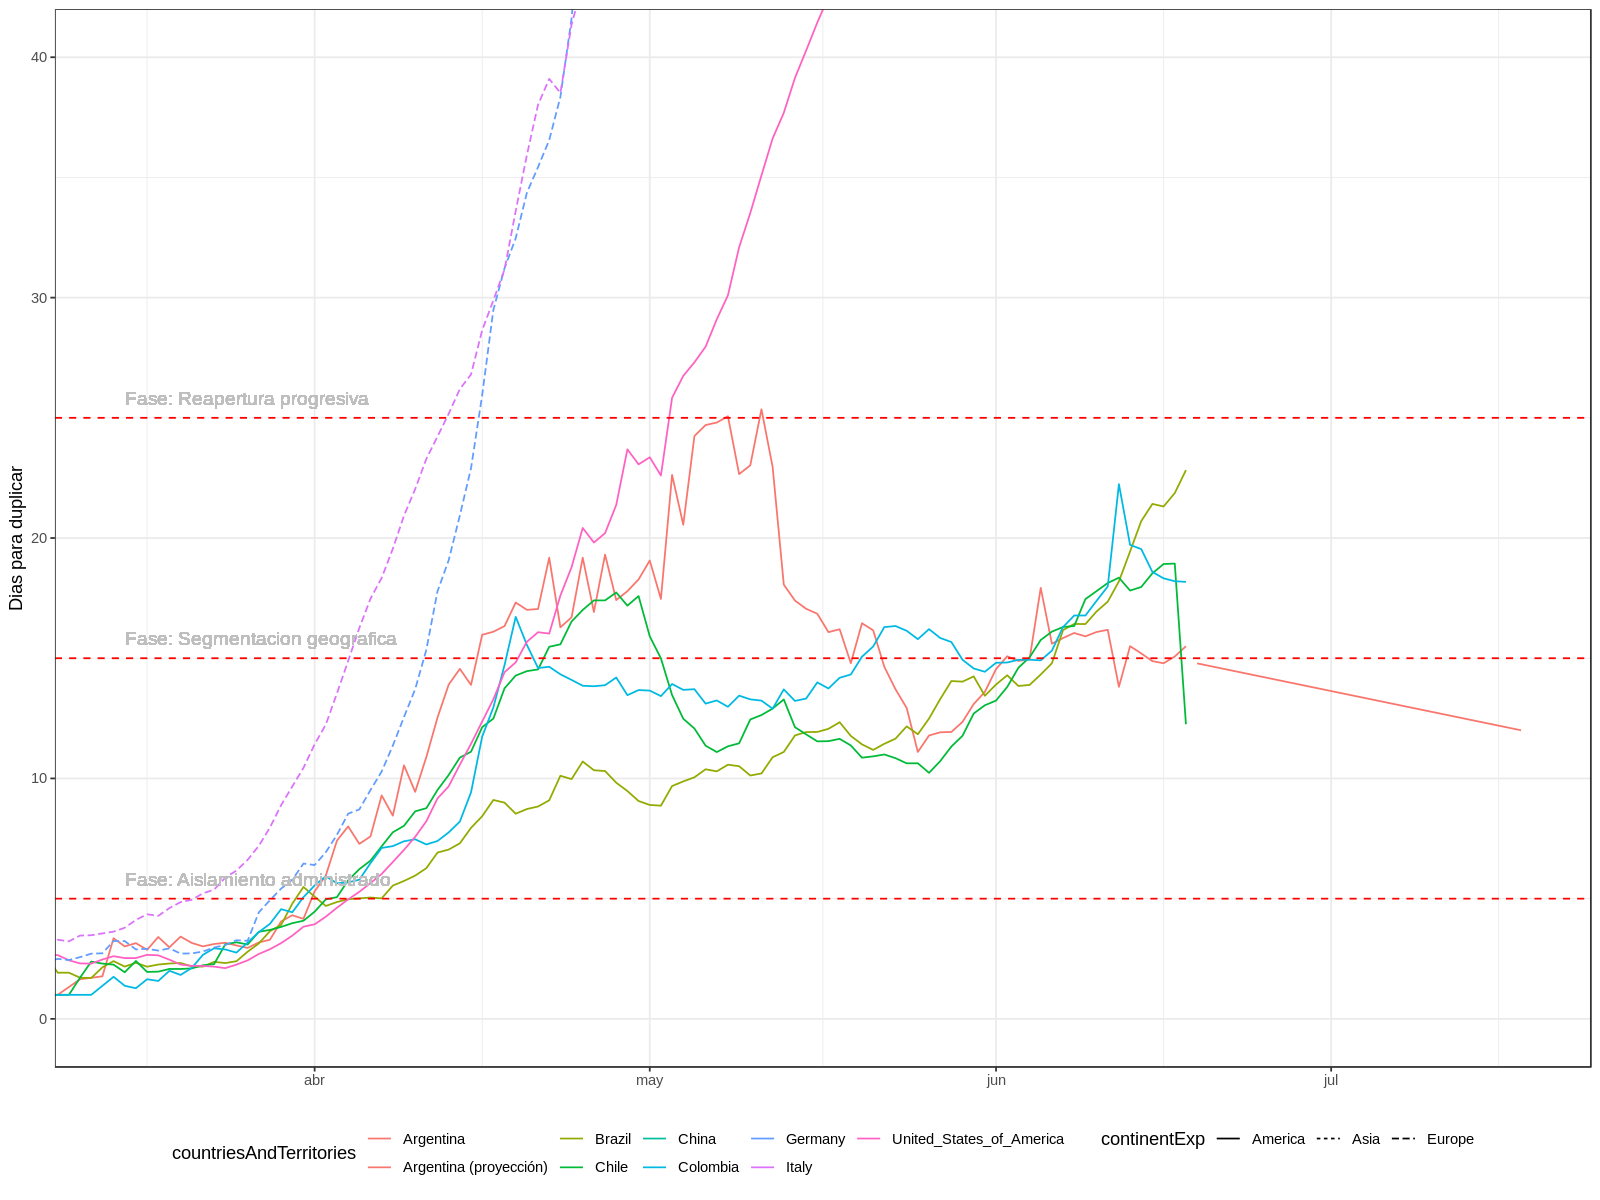 40
30
20
10
0
Dias para duplicar
Fase: Reapertura progresiva
Fase: Segmentacion geografica
Fase: Aislamiento administrado
abr
may
jun
jul
countriesAndTerritories
Argentina
Argentina (proyección)
Brazil
Chile
China
Colombia
Germany
Italy
United_States_of_America
continentExp
America
Asia
Europe